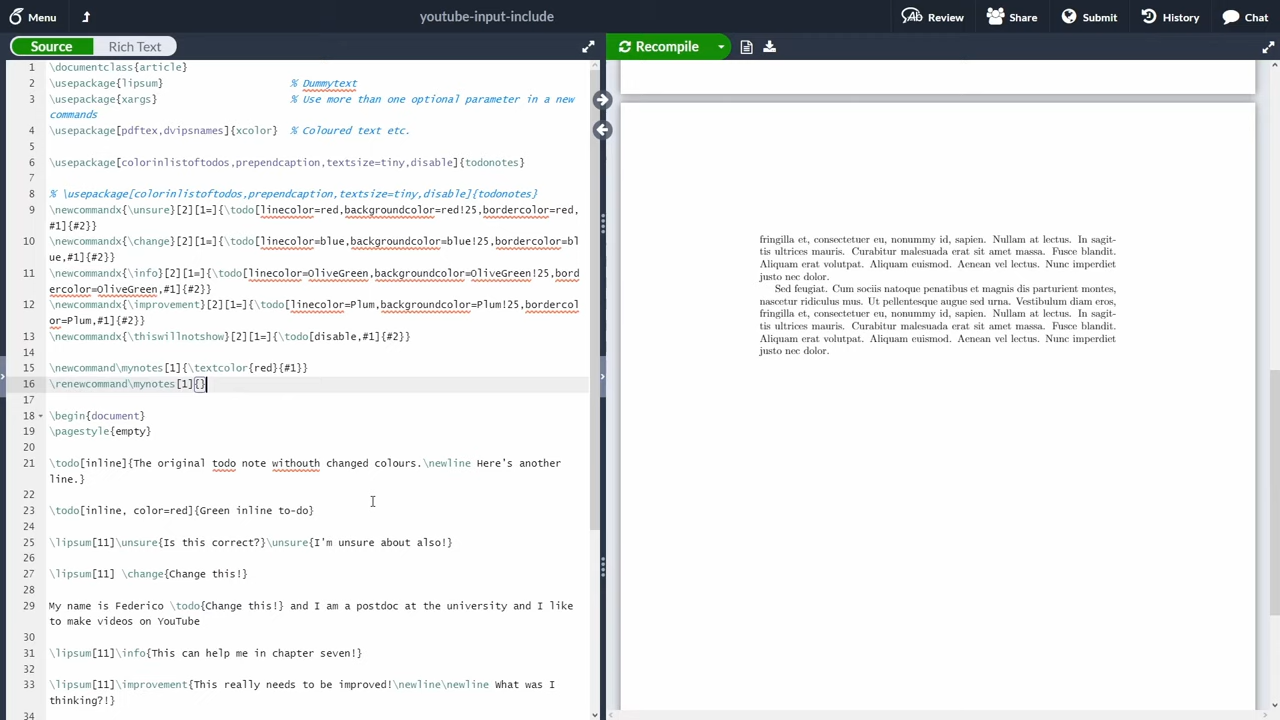 Menu
youtube-input-include
Review
Share
Submit
History
Chat
Source
Rich Text
Recompile
1 \documentclass{article}
2 \usepackage{lipsum} % Dummytext
3 \usepackage{xargs} % Use more than one optional parameter in a new
commands
4 \usepackage[pdftex,dvipsnames]{xcolor} % Coloured text etc.
5
6 \usepackage[colorinlistoftodos,prependcaption,textsize=tiny,disable]{todonotes}
7
8 % \usepackage[colorinlistoftodos,prependcaption,textsize=tiny,disable]{todonotes}
9 \newcommandx{\unsure}[2][1=]{\todo[linecolor=red,backgroundcolor=red!25,bordercolor=red,
#1]{#2}}
10 \newcommandx{\change}[2][1=]{\todo[linecolor=blue,backgroundcolor=blue!25,bordercolor=bl
ue,#1]{#2}}
11 \newcommandx{\info}[2][1=]{\todo[linecolor=OliveGreen,backgroundcolor=OliveGreen!25,bord
ercolor=OliveGreen,#1]{#2}}
12 \newcommandx{\improvement}[2][1=]{\todo[linecolor=Plum,backgroundcolor=Plum!25,bordercol
or=Plum,#1]{#2}}
13 \newcommandx{\thiswillnotshow}[2][1=]{\todo[disable,#1]{#2}}
14
15 \newcommand\mynotes[1]{\textcolor{red}{#1}}
16 \renewcommand\mynotes[1]{}
17
18 \begin{document}
19 \pagestyle{empty}
20
21 \todo[inline]{The original todo note withouth changed colours.\newline Here's another
line.}
22
23 \todo[inline, color=red]{Green inline to-do}
24
25 \lipsum[11]\unsure{Is this correct?}\unsure{I'm unsure about also!}
26
27 \lipsum[11] \change{Change this!}
28
29 My name is Federico \todo{Change this!} and I am a postdoc at the university and I like
to make videos on YouTube
30
31 \lipsum[11]\info{This can help me in chapter seven!}
32
33 \lipsum[11]\improvement{This really needs to be improved!\newline\newline What was I
thinking?!}
34
fringilla et, consectetuer eu, nonummy id, sapien. Nullam at lectus. In sagit-
tis ultrices mauris. Curabitur malesuada erat sit amet massa. Fusce blandit.
Aliquam erat volutpat. Aliquam euismod. Aenean vel lectus. Nunc imperdiet
justo nec dolor.
Sed feugiat. Cum sociis natoque penatibus et magnis dis parturient montes,
nascetur ridiculus mus. Ut pellentesque augue sed urna. Vestibulum diam eros,
fringilla et, consectetuer eu, nonummy id, sapien. Nullam at lectus. In sagit-
tis ultrices mauris. Curabitur malesuada erat sit amet massa. Fusce blandit.
Aliquam erat volutpat. Aliquam euismod. Aenean vel lectus. Nunc imperdiet
justo nec dolor.